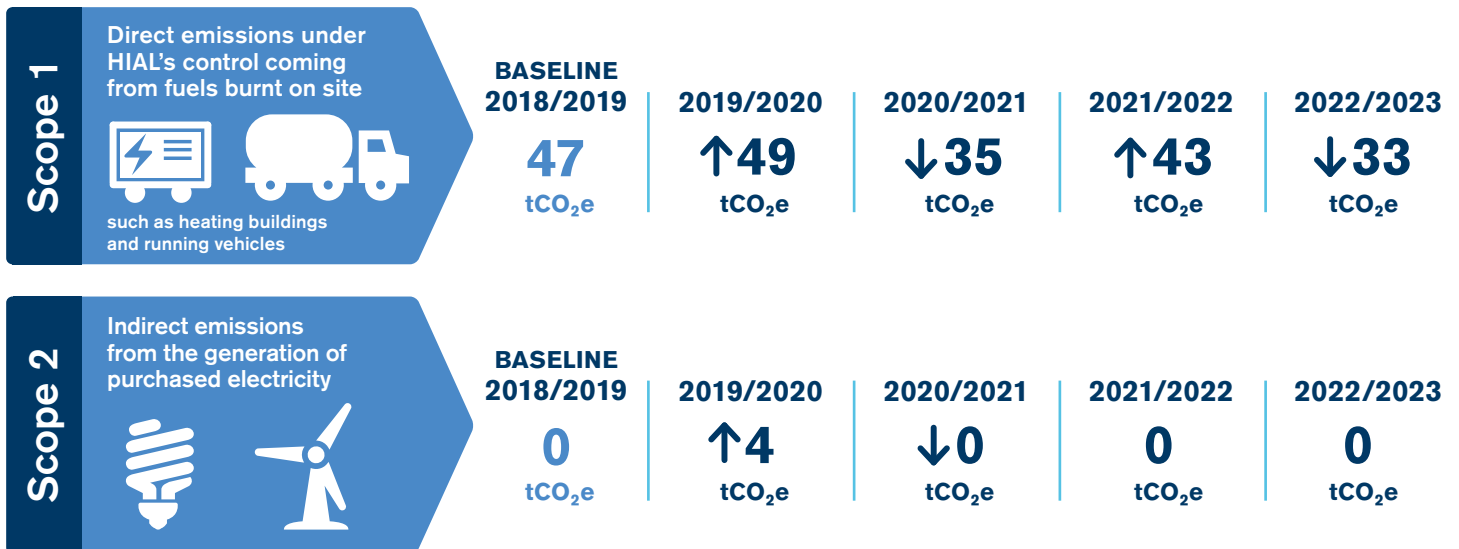 Scope 1
Direct emissions under
HIAL’s control coming
from fuels burnt on site
such as heating buildings
and running vehicles
BASELINE
2018/2019
47
tCO₂e
2019/2020
↑49
tCO₂e
2020/2021
↓35
tCO₂e
2021/2022
↑43
tCO₂e
2022/2023
↓33
tCO₂e
Scope 2
Indirect emissions
from the generation of
purchased electricity
BASELINE
2018/2019
0
tCO₂e
2019/2020
↑4
tCO₂e
2020/2021
↓0
tCO₂e
2021/2022
0
tCO₂e
2022/2023
0
tCO₂e